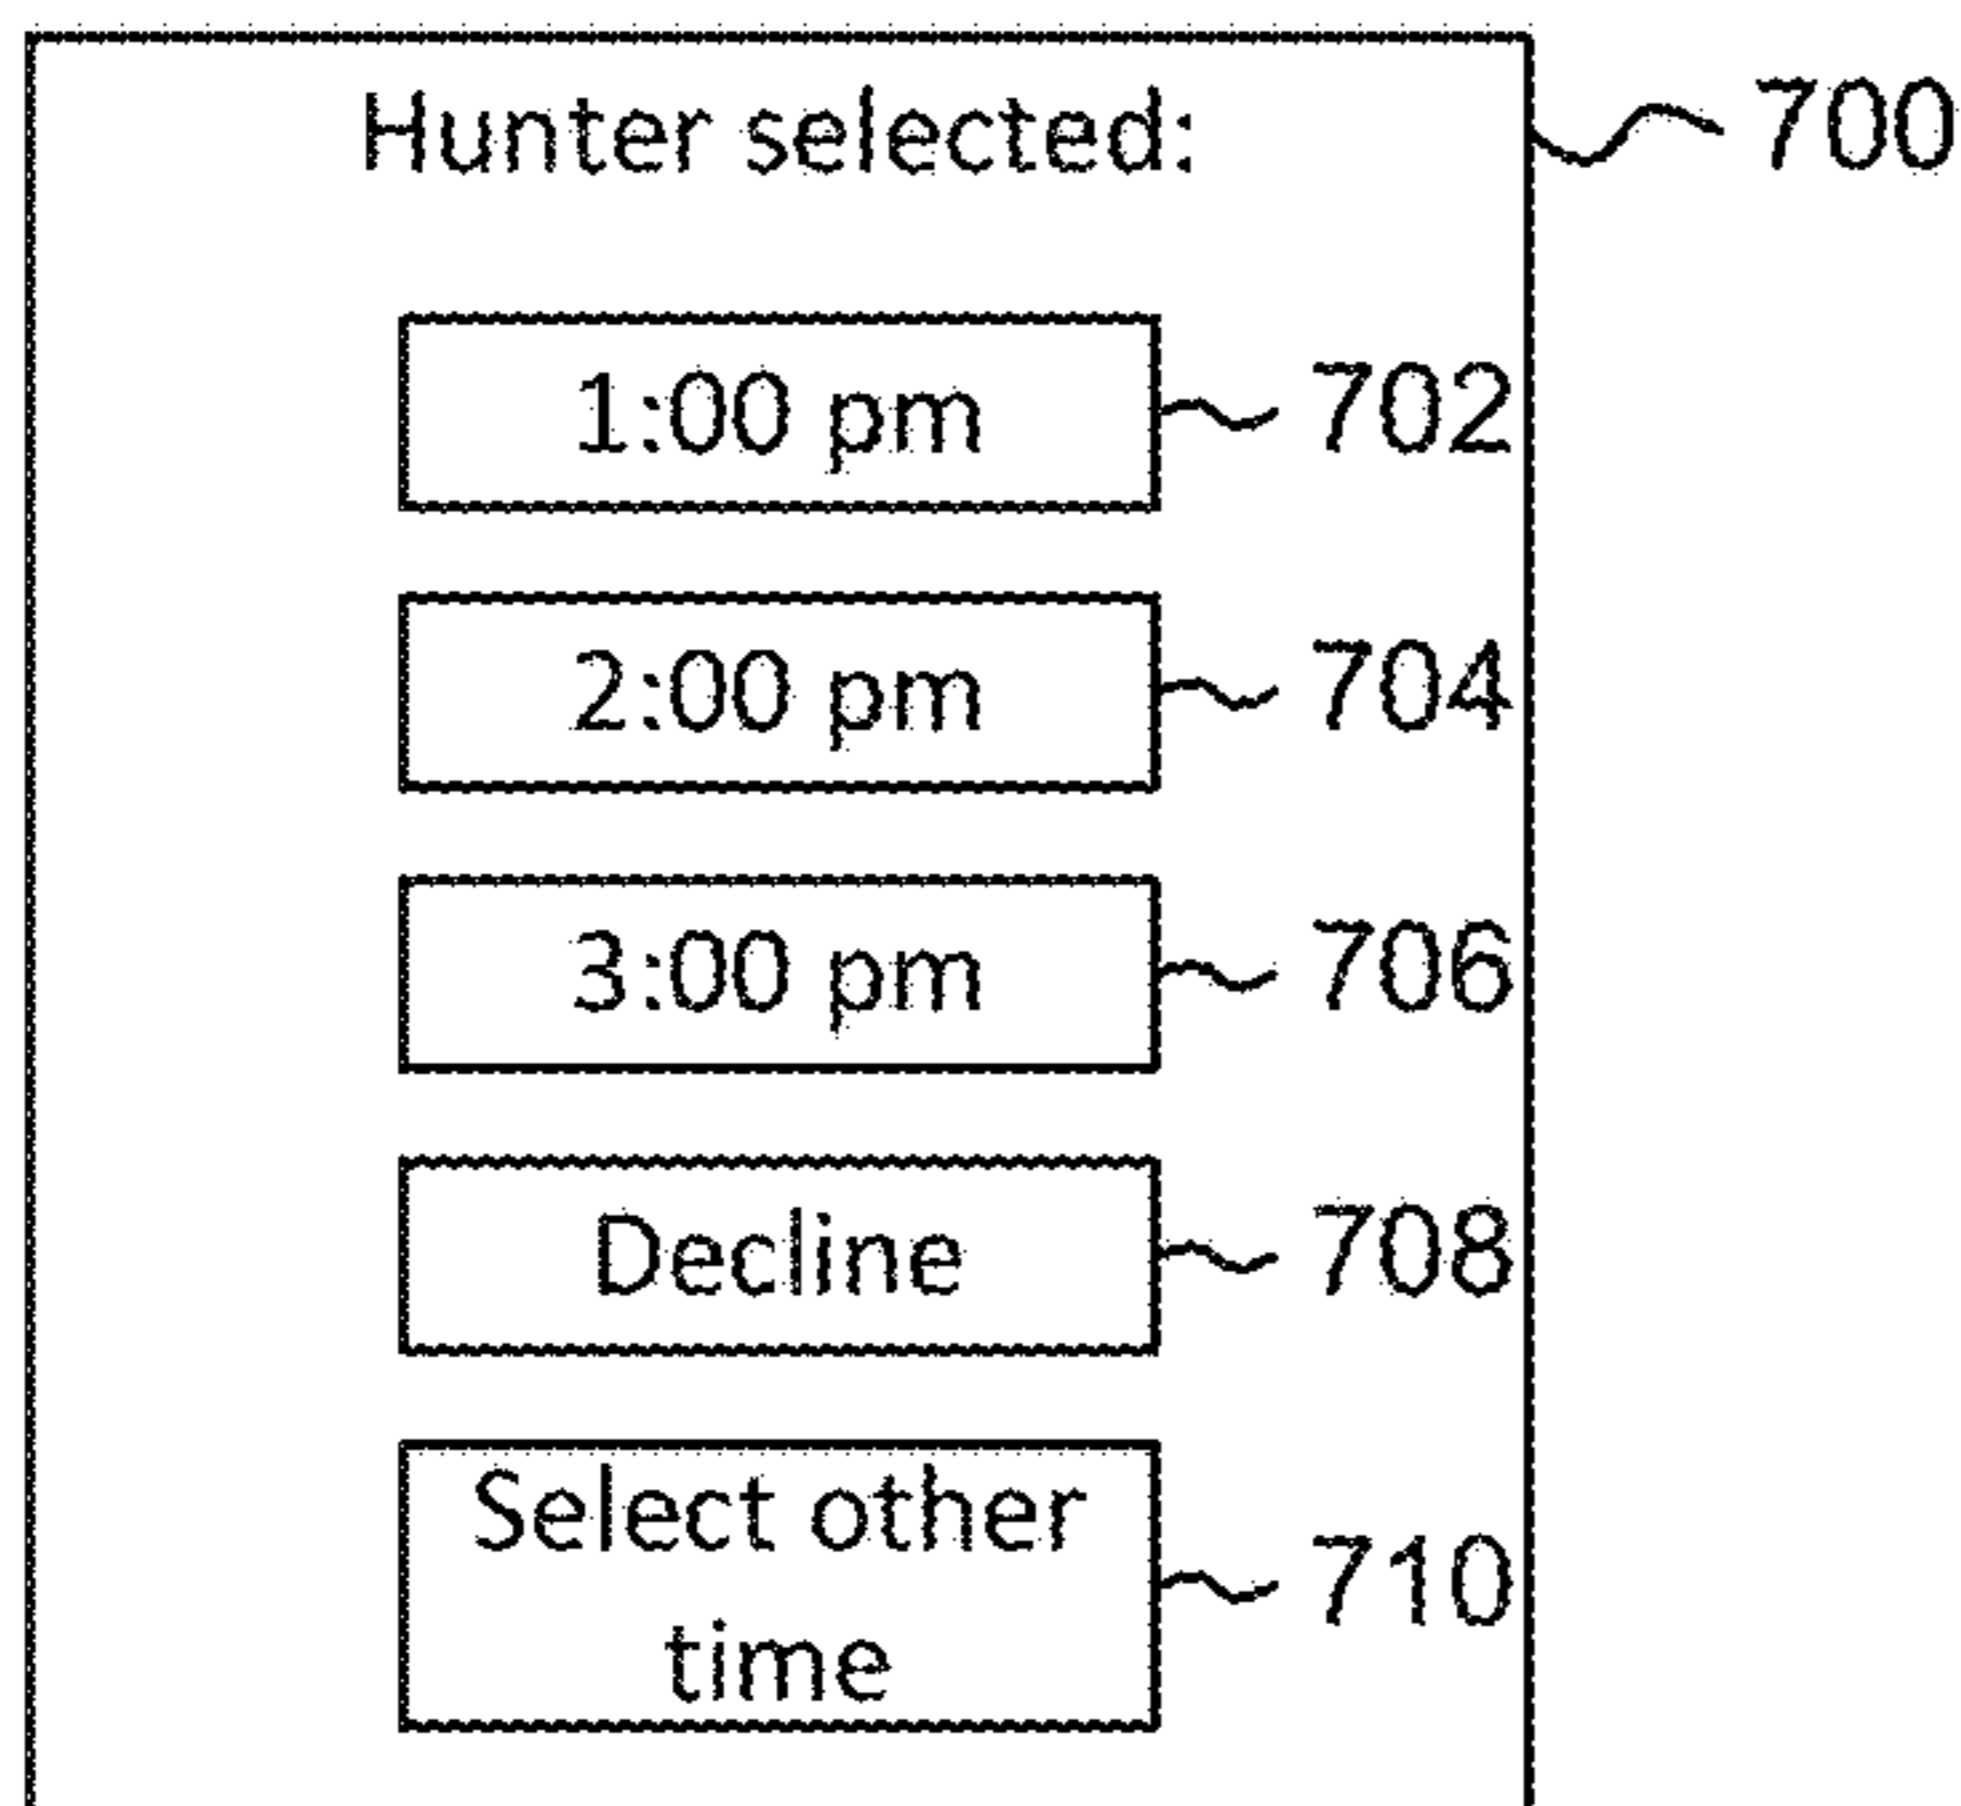 Hunter selected:
700
1:00 pm
702
2:00 pm
704
3:00 pm
706
Decline
708
Select other
time
710